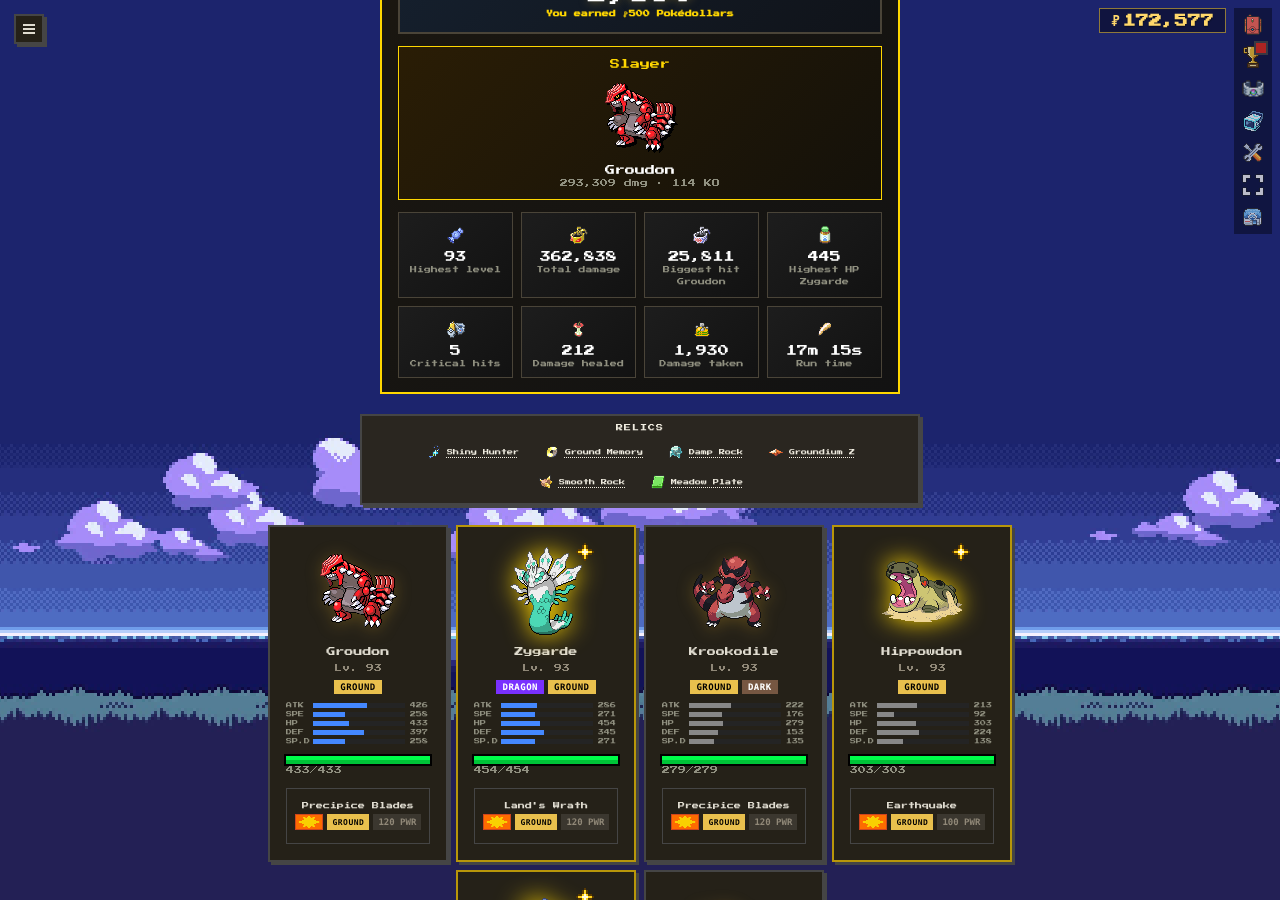 You earned ₽500 Pokédollars
₽172,577
Slayer
Groudon
293,309 dmg · 114 KO
93
Highest level
362,838
Total damage
25,811
Biggest hit
Groudon
445
Highest HP
Zygarde
5
Critical hits
212
Damage healed
1,930
Damage taken
17m 15s
Run time
RELICS
Shiny Hunter
Ground Memory
Damp Rock
Groundium Z
Smooth Rock
Meadow Plate
Groudon
Lv. 93
GROUND
ATK 426
SPE 258
HP 433
DEF 397
SP.D 258
433/433
Precipice Blades
GROUND 120 PWR
Zygarde
Lv. 93
DRAGON GROUND
ATK 286
SPE 271
HP 454
DEF 345
SP.D 271
454/454
Land's Wrath
GROUND 120 PWR
Krookodile
Lv. 93
GROUND DARK
ATK 222
SPE 176
HP 279
DEF 153
SP.D 135
279/279
Precipice Blades
GROUND 120 PWR
Hippowdon
Lv. 93
GROUND
ATK 213
SPE 92
HP 303
DEF 224
SP.D 138
303/303
Earthquake
GROUND 100 PWR